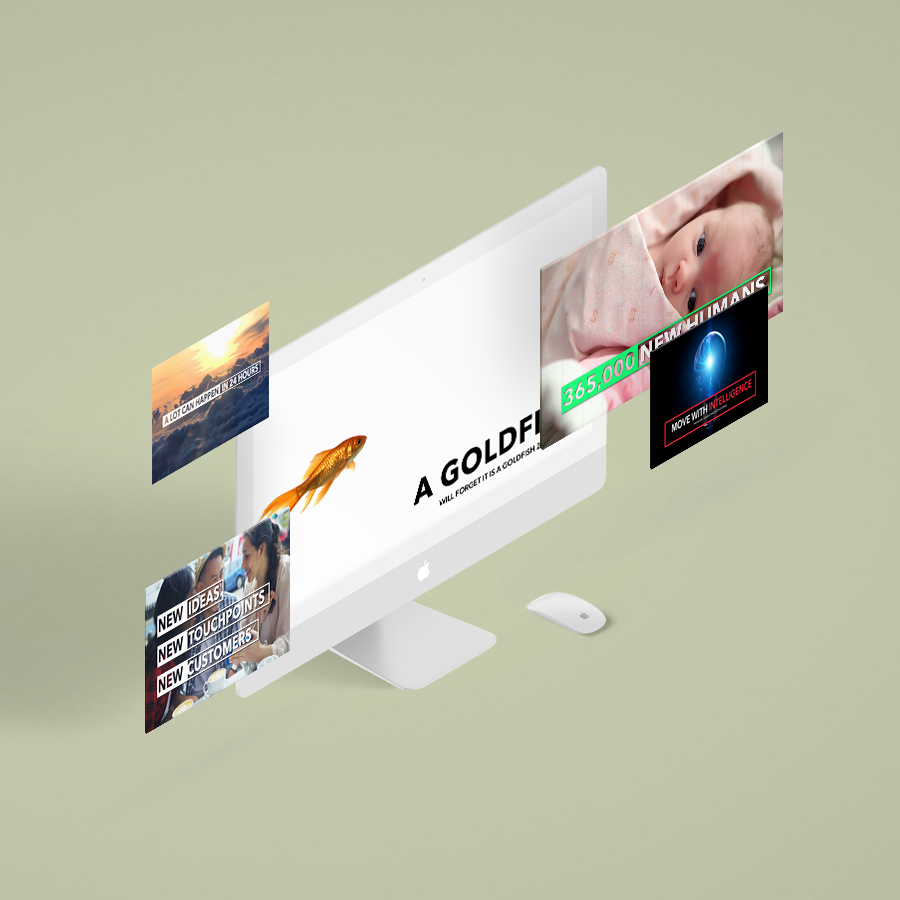 A LOT CAN HAPPEN IN 24 HOURS
A GOLDFI
WILL FORGET IT IS A GOLDFISH
365,000 NEW HUMANS
MOVE WITH INTELLIGENCE
NEW IDEAS
NEW TOUCHPOINTS
NEW CUSTOMERS